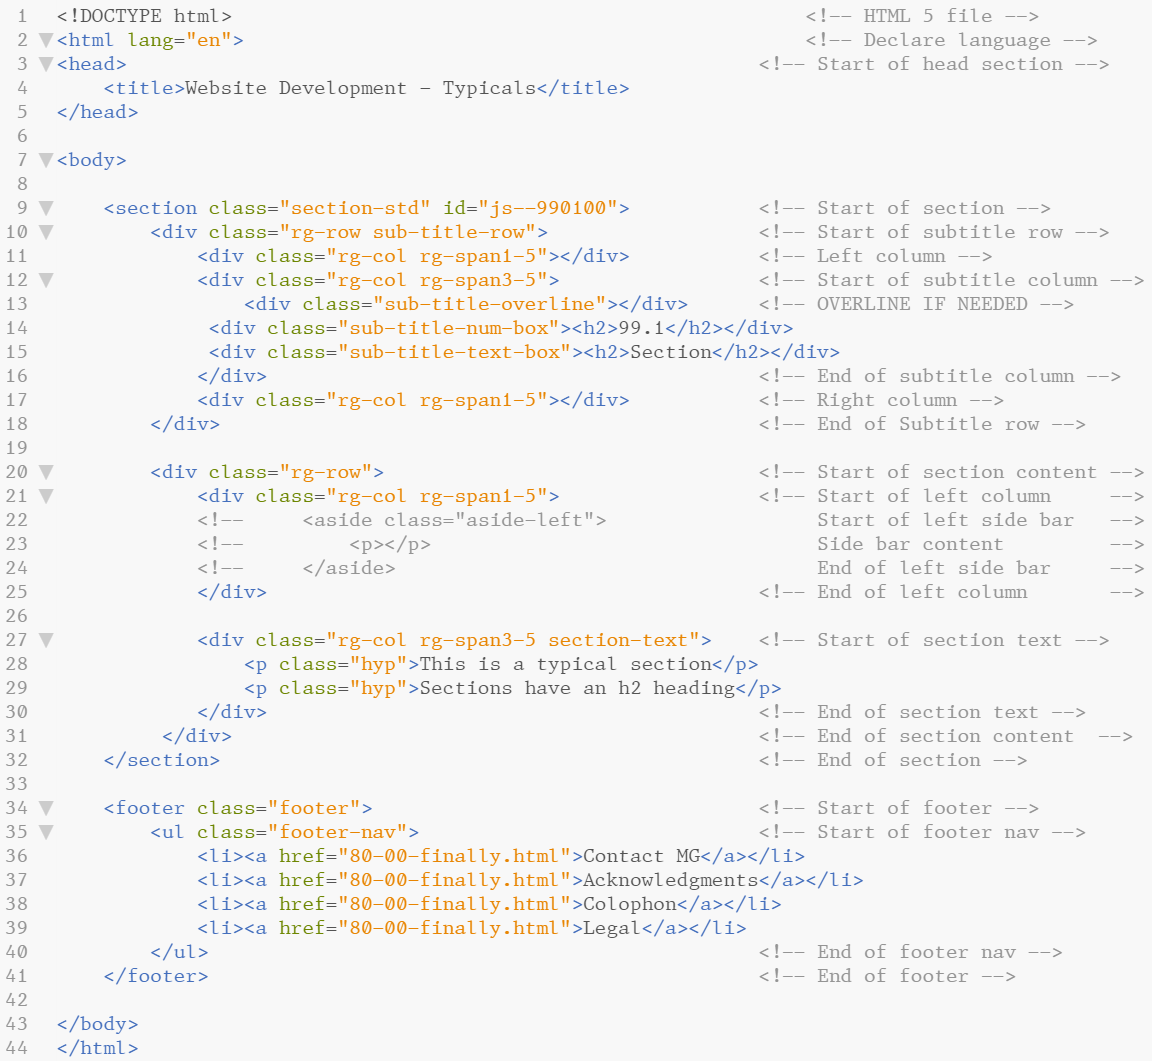 1 <!DOCTYPE html> <!-- HTML 5 file -->
2 <html lang="en"> <!-- Declare language -->
3 <head> <!-- Start of head section -->
4 <title>Website Development - Typicals</title>
5 </head>
6
7 <body>
8
9 <section class="section-std" id="js--990100"> <!-- Start of section -->
10 <div class="rg-row sub-title-row"> <!-- Start of subtitle row -->
11 <div class="rg-col rg-span1-5"></div> <!-- Left column -->
12 <div class="rg-col rg-span3-5"> <!-- Start of subtitle column -->
13 <div class="sub-title-overline"></div> <!-- OVERLINE IF NEEDED -->
14 <div class="sub-title-num-box"><h2>99.1</h2></div>
15 <div class="sub-title-text-box"><h2>Section</h2></div>
16 </div> <!-- End of subtitle column -->
17 <div class="rg-col rg-span1-5"></div> <!-- Right column -->
18 </div> <!-- End of Subtitle row -->
19
20 <div class="rg-row"> <!-- Start of section content -->
21 <div class="rg-col rg-span1-5"> <!-- Start of left column -->
22 <!-- <aside class="aside-left"> Start of left side bar -->
23 <!-- <p></p> Side bar content -->
24 <!-- </aside> End of left side bar -->
25 </div> <!-- End of left column -->
26
27 <div class="rg-col rg-span3-5 section-text"> <!-- Start of section text -->
28 <p class="hyp">This is a typical section</p>
29 <p class="hyp">Sections have an h2 heading</p>
30 </div> <!-- End of section text -->
31 </div> <!-- End of section content -->
32 </section> <!-- End of section -->
33
34 <footer class="footer"> <!-- Start of footer -->
35 <ul class="footer-nav"> <!-- Start of footer nav -->
36 <li><a href="80-00-finally.html">Contact MG</a></li>
37 <li><a href="80-00-finally.html">Acknowledgments</a></li>
38 <li><a href="80-00-finally.html">Colophon</a></li>
39 <li><a href="80-00-finally.html">Legal</a></li>
40 </ul> <!-- End of footer nav -->
41 </footer> <!-- End of footer -->
42
43 </body>
44 </html>